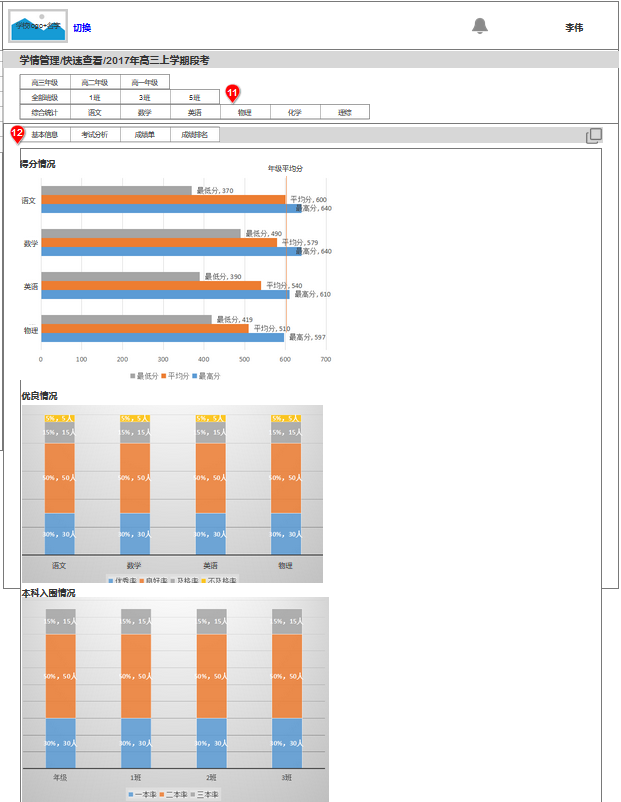 学校logo+名字 切换 李伟
学情管理/快速查看/2017年高三上学期段考
高三年级 高二年级 高一年级
全部班级 1班 3班 5班
11
综合统计 语文 数学 英语 物理 化学 理综
12
基本信息 考试分析 成绩单 成绩排名
得分情况
年级平均分
语文
最低分, 370
平均分, 600
最高分, 640
数学
最低分, 490
平均分, 579
最高分, 640
英语
最低分, 390
平均分, 540
最高分, 610
物理
最低分, 419
平均分, 510
最高分, 597
0 100 200 300 400 500 600 700
最低分 平均分 最高分
优良情况
5%, 5人 5%, 5人 5%, 5人 5%, 5人
15%, 15人 15%, 15人 15%, 15人 15%, 15人
50%, 50人 50%, 50人 50%, 50人 50%, 50人
30%, 30人 30%, 30人 30%, 30人 30%, 30人
语文 数学 英语 物理
优秀率 良好率 及格率 不及格率
本科入围情况
15%, 15人 15%, 15人 15%, 15人 15%, 15人
50%, 50人 50%, 50人 50%, 50人 50%, 50人
30%, 30人 30%, 30人 30%, 30人 30%, 30人
年级 1班 2班 3班
一本率 二本率 三本率